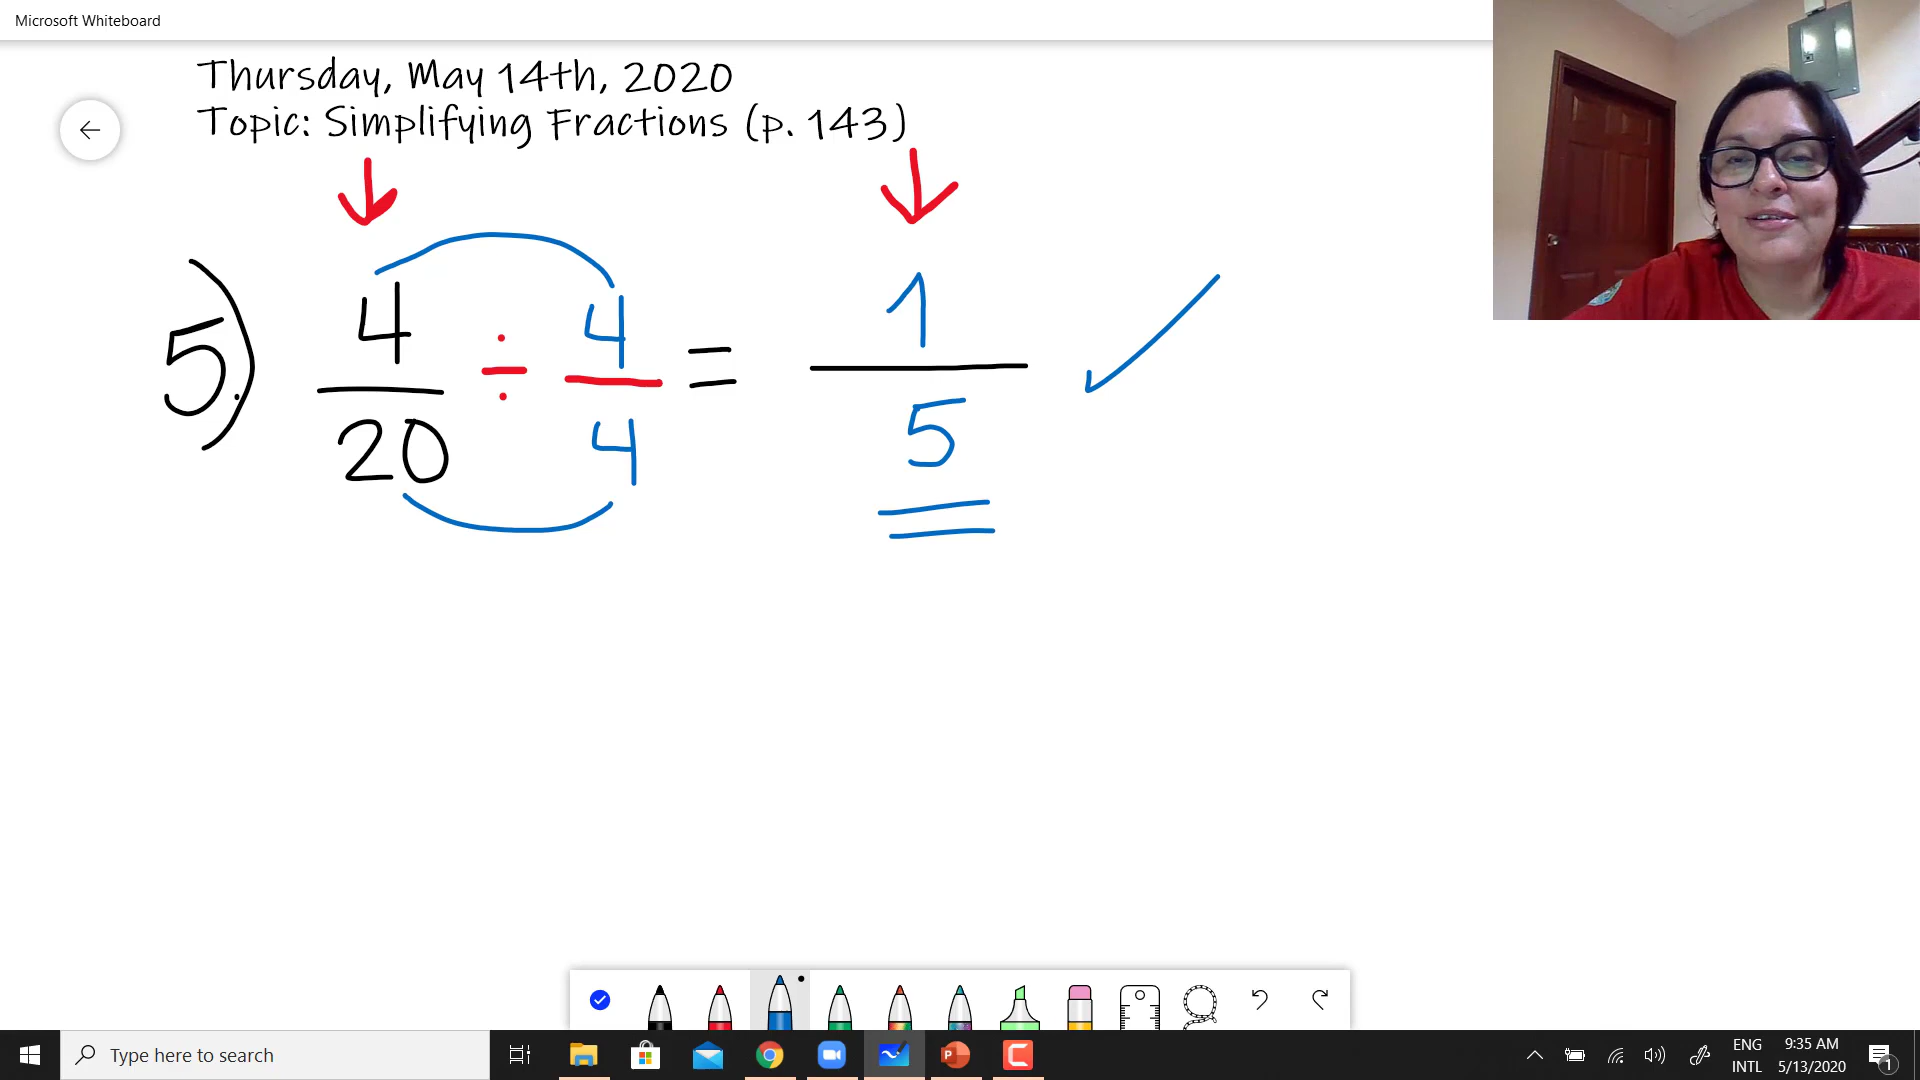 Microsoft Whiteboard
Thursday, May 14th, 2020
Topic: Simplifying Fractions (p. 143)
5.) 4/20 ÷ 4/4 = 1/5
Type here to search
ENG
INTL
9:35 AM
5/13/2020
1